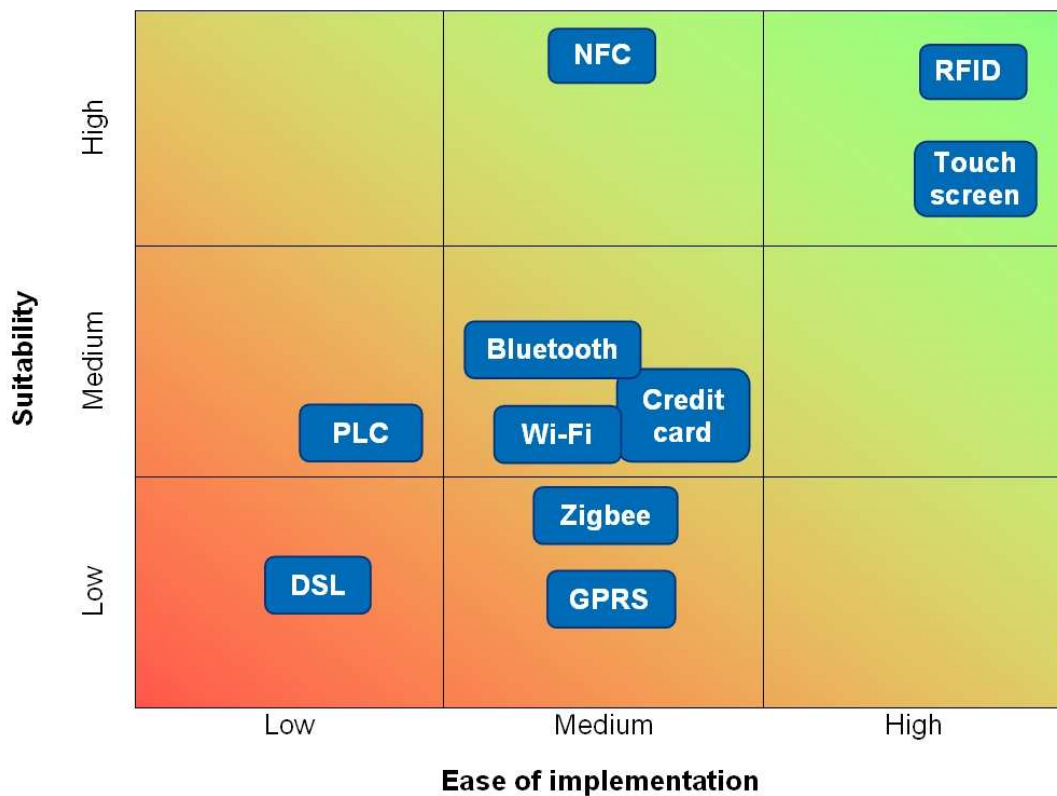 NFC
RFID
High
Touch
screen
Suitability
Medium
Bluetooth
Credit
card
PLC
Wi-Fi
Zigbee
Low
DSL
GPRS
Low
Medium
High
Ease of implementation